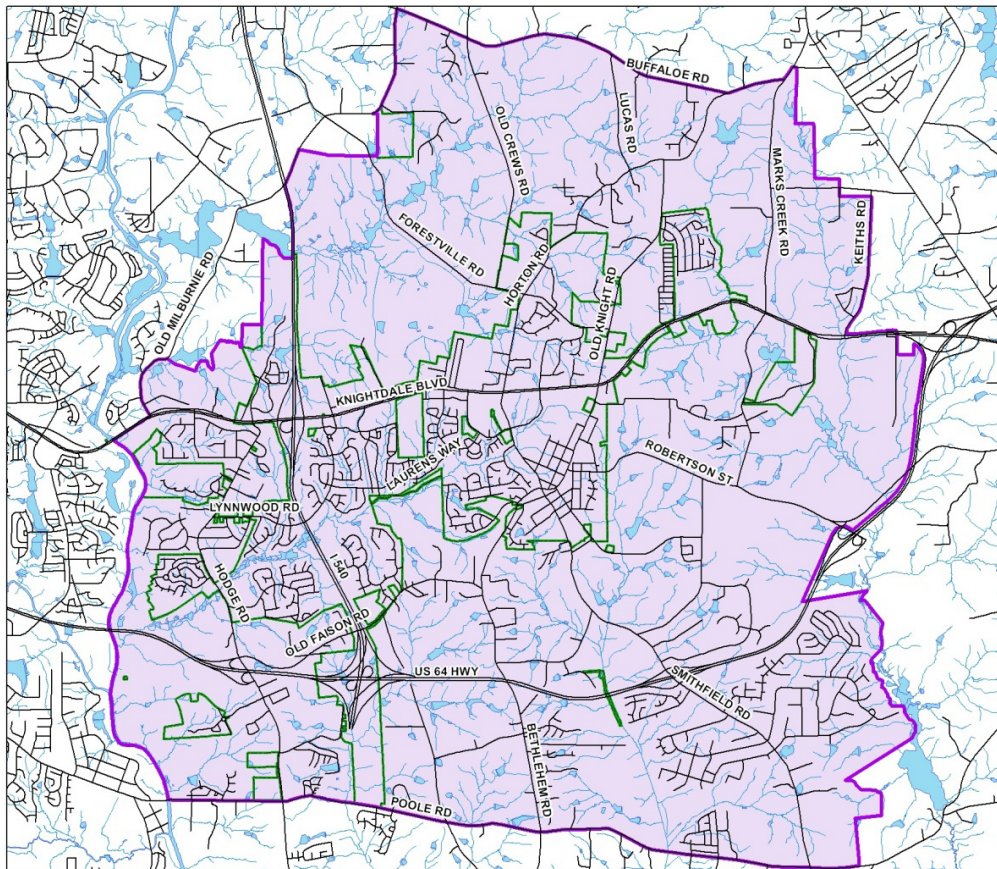 BUFFALOE RD
LUCAS RD
OLD CREWS RD
MARKS CREEK RD
KEITHS RD
FORESTVILLE RD
HORTON RD
OLD MILBURNE RD
OLD KNIGHT RD
KNIGHTDALE BLVD
LAURENS WAY
ROBERTSON ST
LYNNWOOD RD
HODGE RD
I 540
OLD FAISON RD
US 64 HWY
SMITHFIELD RD
BETHLEHEM RD
POOLE RD